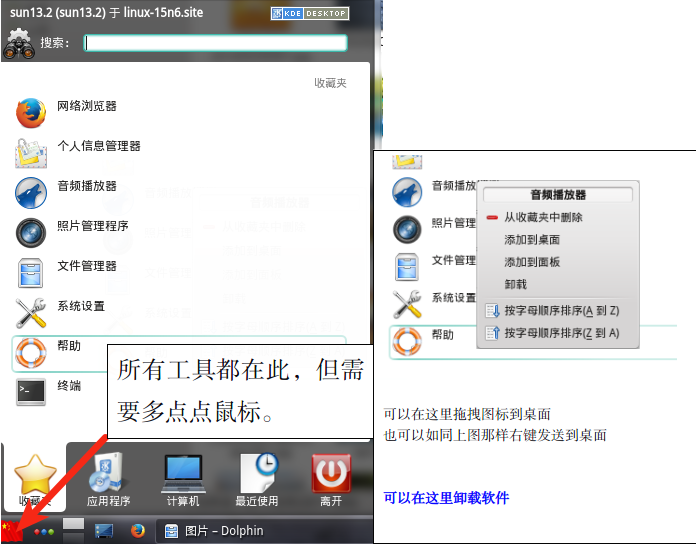 sun13.2 (sun13.2) 于 linux-15n6.site
KDE DESKTOP
搜索：
收藏夹
网络浏览器
个人信息管理器
音频播放器
照片管理程序
文件管理器
系统设置
帮助
终端
所有工具都在此，但需
要多点点鼠标。
收藏夹
应用程序
计算机
最近使用
离开
图片 – Dolphin
音频播放
照片管理
文件管理
系统设置
帮助
音频播放器
从收藏夹中删除
添加到桌面
添加到面板
卸载
按字母顺序排序(A 到 Z)
按字母顺序排序(Z 到 A)
可以在这里拖拽图标到桌面
也可以如同上图那样右键发送到桌面
可以在这里卸载软件